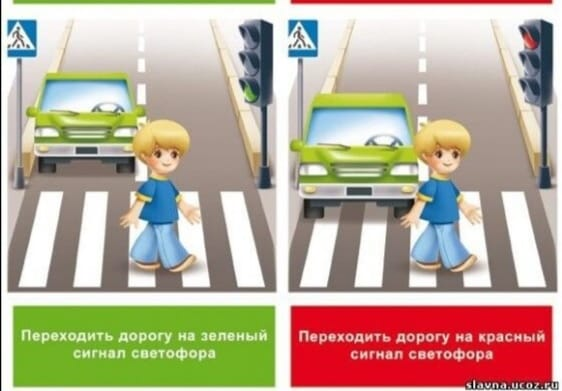 Переходить дорогу на зеленый
сигнал светофора
Переходить дорогу на красный
сигнал светофора
slavna.ucoz.ru